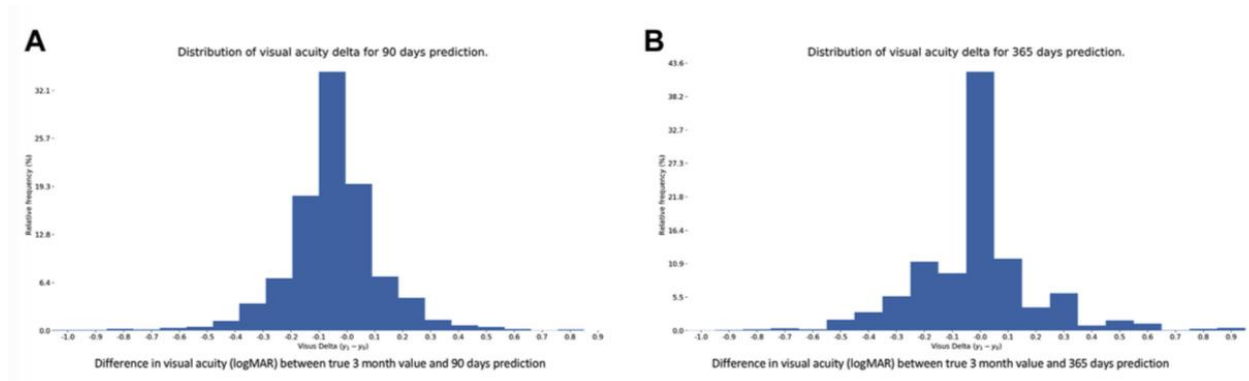 A
Distribution of visual acuity delta for 90 days prediction.
32.1
25.7
19.3
12.8
6.4
0.0
Relative frequency (%)
-1.0 -0.8 -0.7 -0.6 -0.5 -0.4 -0.3 -0.2 -0.1 -0.0 0.1 0.2 0.3 0.4 0.5 0.6 0.7 0.8 0.9
Visus Delta (y₁ − y₀)
Difference in visual acuity (logMAR) between true 3 month value and 90 days prediction
B
Distribution of visual acuity delta for 365 days prediction.
43.6
38.2
32.7
27.3
21.8
16.4
10.9
5.5
0.0
Relative frequency (%)
-1.0 -0.9 -0.8 -0.7 -0.6 -0.5 -0.4 -0.3 -0.2 -0.1 0.0 0.1 0.2 0.3 0.4 0.5 0.6 0.7 0.8 0.9
Visus Delta (y₁ − y₀)
Difference in visual acuity (logMAR) between true 3 month value and 365 days prediction